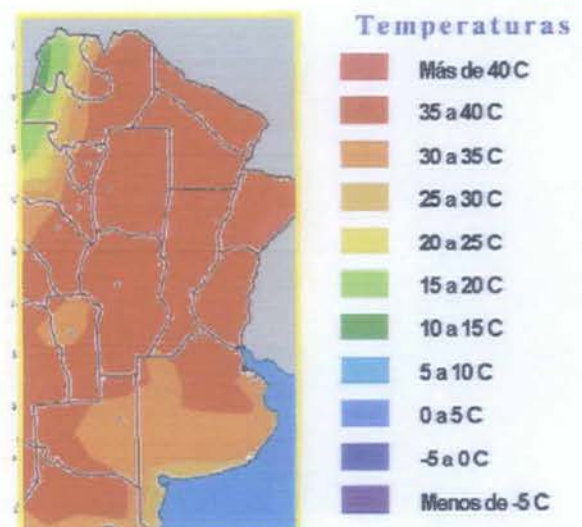 Temperaturas
Más de 40 C
35 a 40 C
30 a 35 C
25 a 30 C
20 a 25 C
15 a 20 C
10 a 15 C
5 a 10 C
0 a 5 C
-5 a 0 C
Menos de -5 C